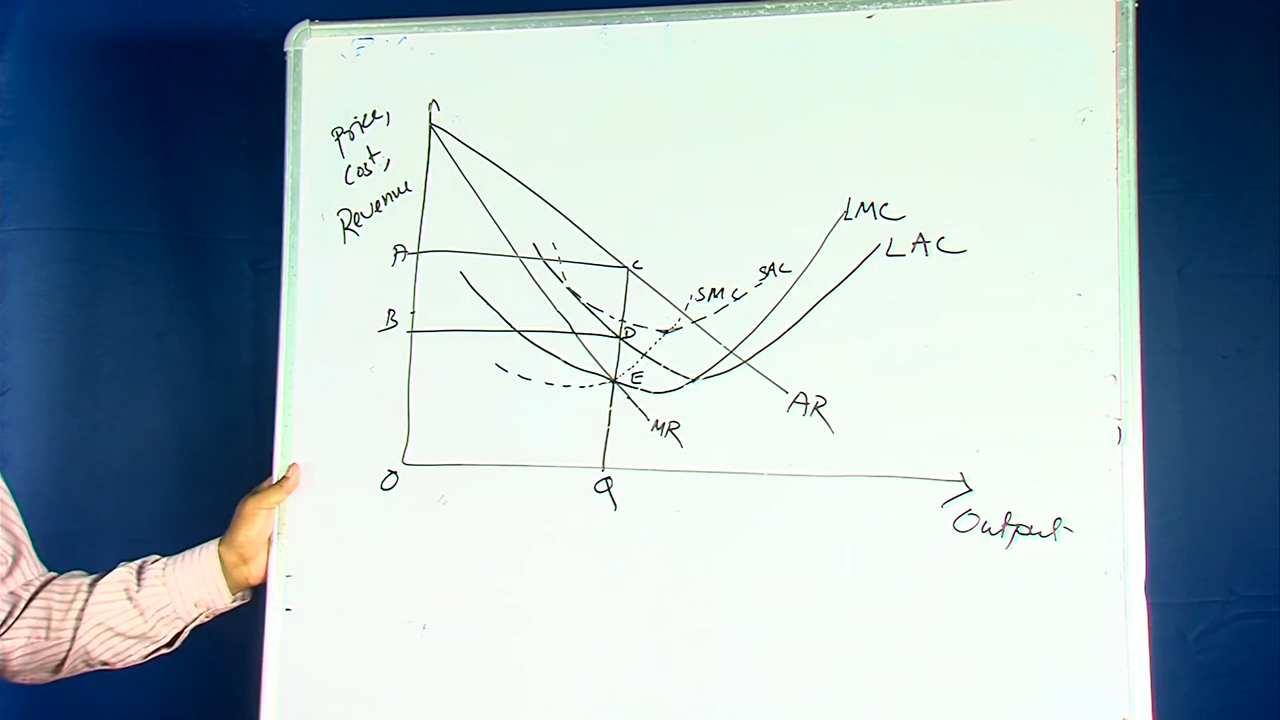 Price,
Cost,
Revenue
LMC
LAC
A
C
SAC
SMC
B
D
E
AR
MR
O
Q
Output